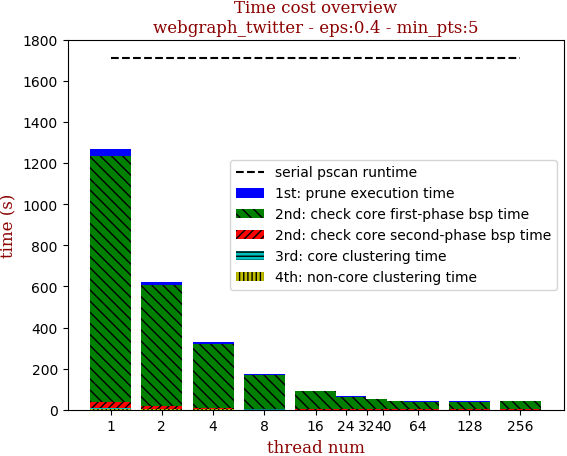 Time cost overview
webgraph_twitter - eps:0.4 - min_pts:5
time (s)
1800
1600
1400
1200
1000
800
600
400
200
0
serial pscan runtime
1st: prune execution time
2nd: check core first-phase bsp time
2nd: check core second-phase bsp time
3rd: core clustering time
4th: non-core clustering time
1 2 4 8 16 24 32 40 64 128 256
thread num